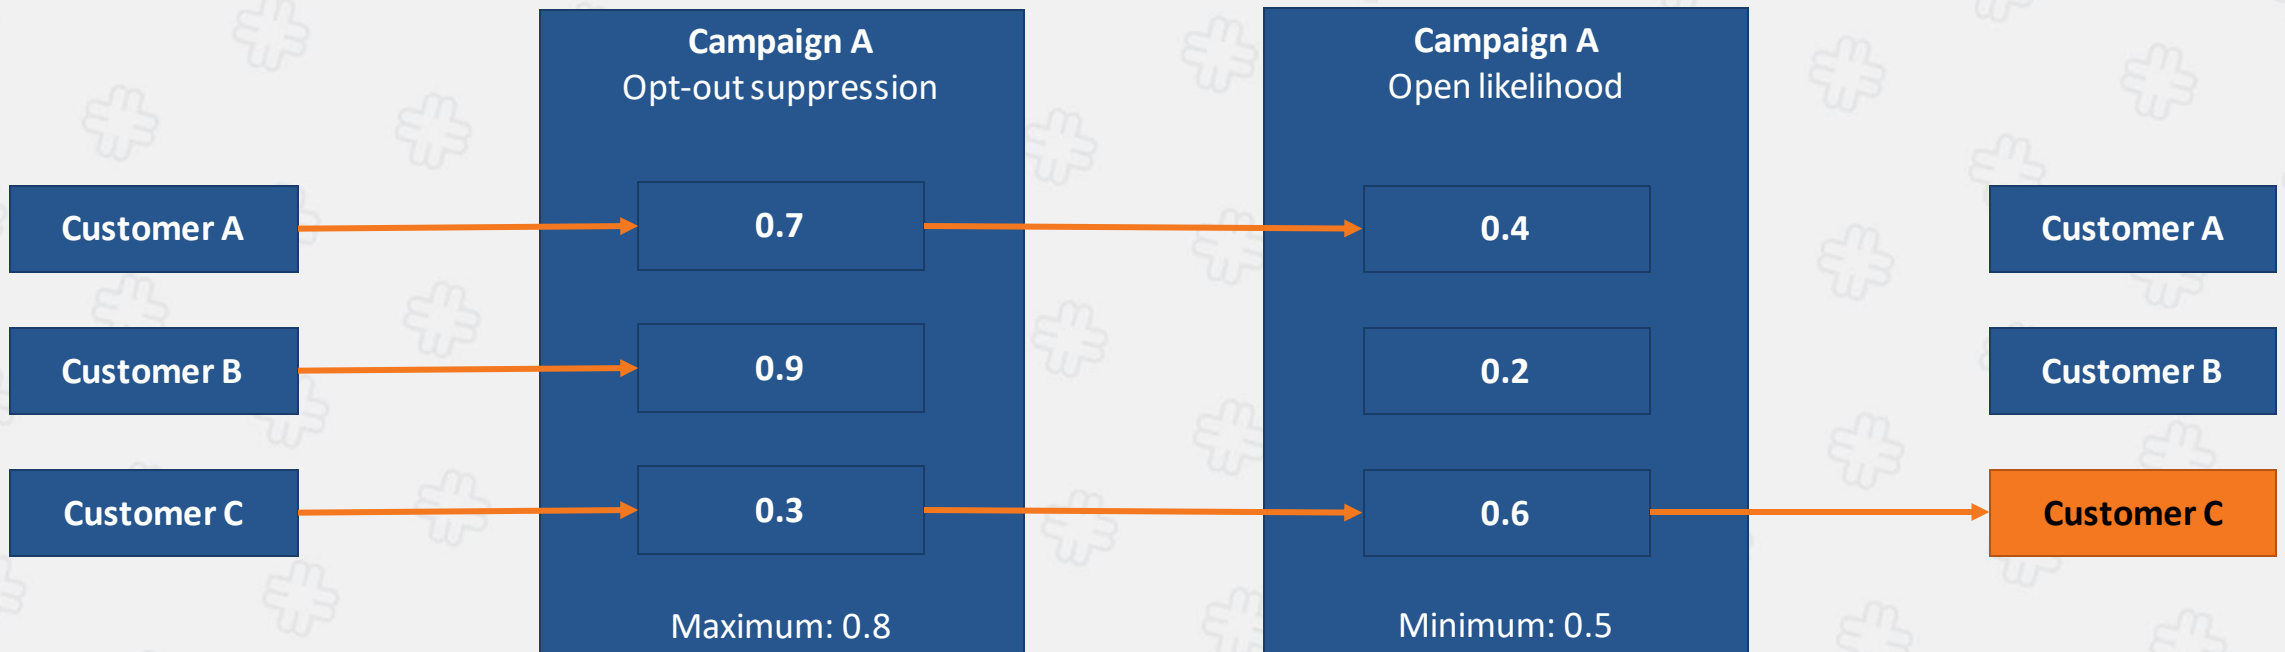 Campaign A
Opt-out suppression
Campaign A
Open likelihood
Customer A
0.7
0.4
Customer A
Customer B
0.9
0.2
Customer B
Customer C
0.3
0.6
Customer C
Maximum: 0.8
Minimum: 0.5